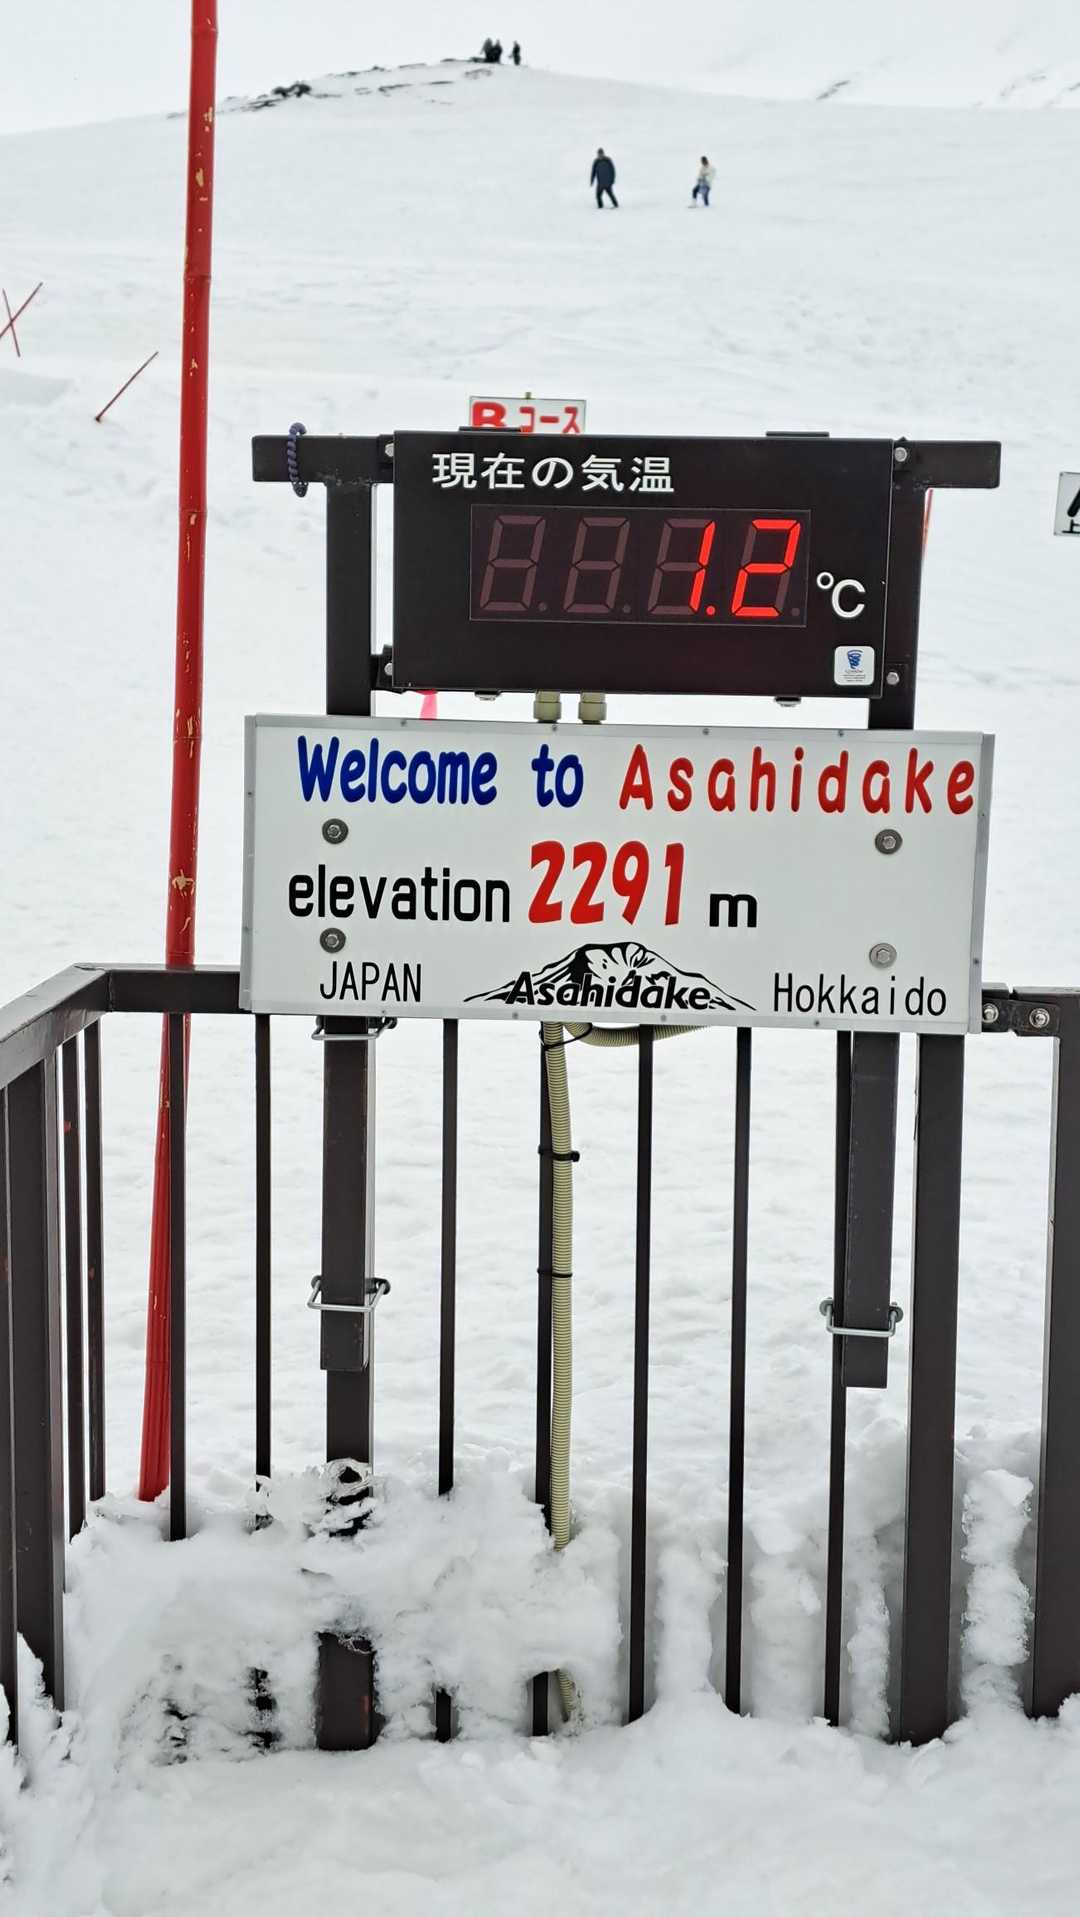 Bコース
現在の気温
1.2 °C
Welcome to Asahidake
elevation 2291 m
JAPAN Asahidake Hokkaido